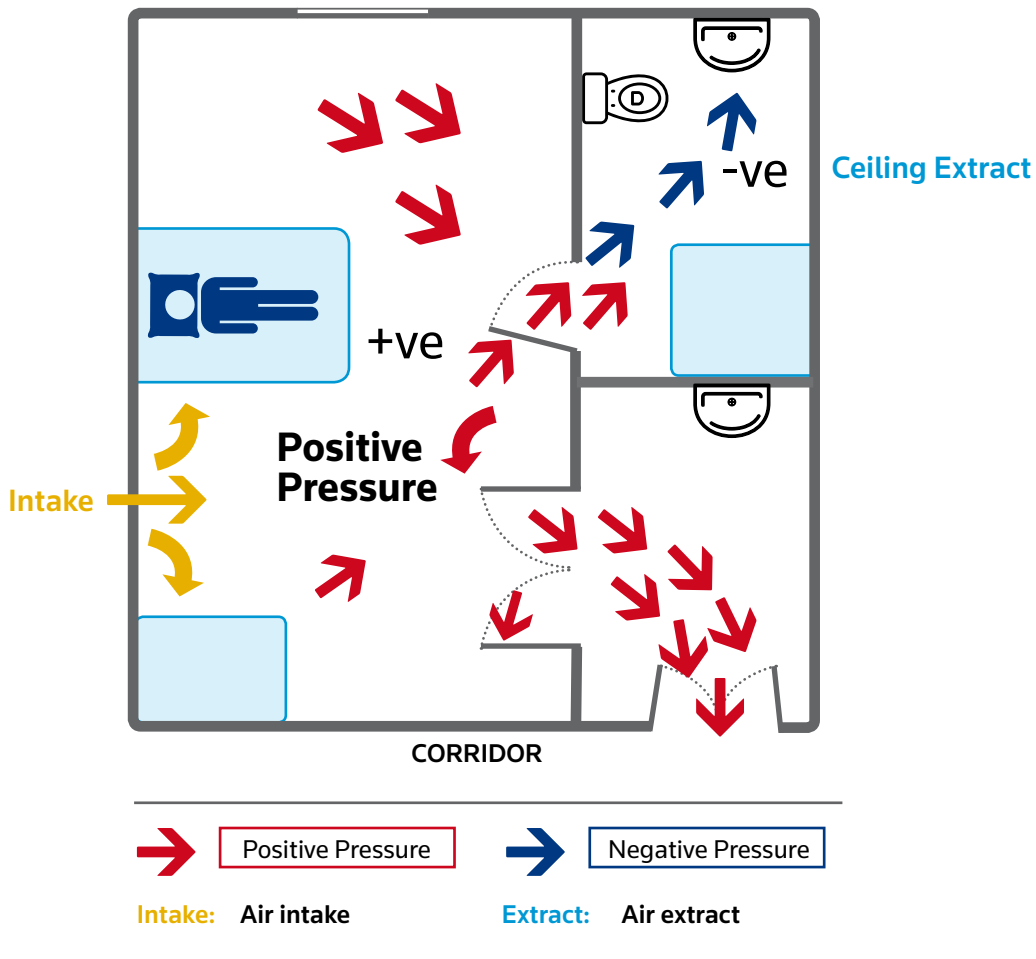 D
-ve
Ceiling Extract
+ve
Positive
Pressure
Intake
CORRIDOR
Positive Pressure
Negative Pressure
Intake: Air intake
Extract: Air extract